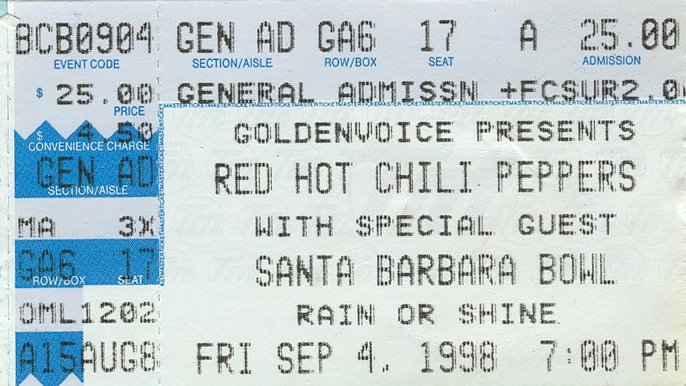 BCB0904 GEN AD GA6 17 A 25.00
EVENT CODE SECTION/AISLE ROW/BOX SEAT ADMISSION
$ 25.00 GENERAL ADMISSN +FCSUR2.00
PRICE
$ 4.50 GOLDENVOICE PRESENTS
CONVENIENCE CHARGE
GEN AD RED HOT CHILI PEPPERS
SECTION/AISLE
MA 3X WITH SPECIAL GUEST
GA6 17 SANTA BARBARA BOWL
ROW/BOX SEAT
OML1202 RAIN OR SHINE
A15AUG8 FRI SEP 4, 1998 7:00 PM